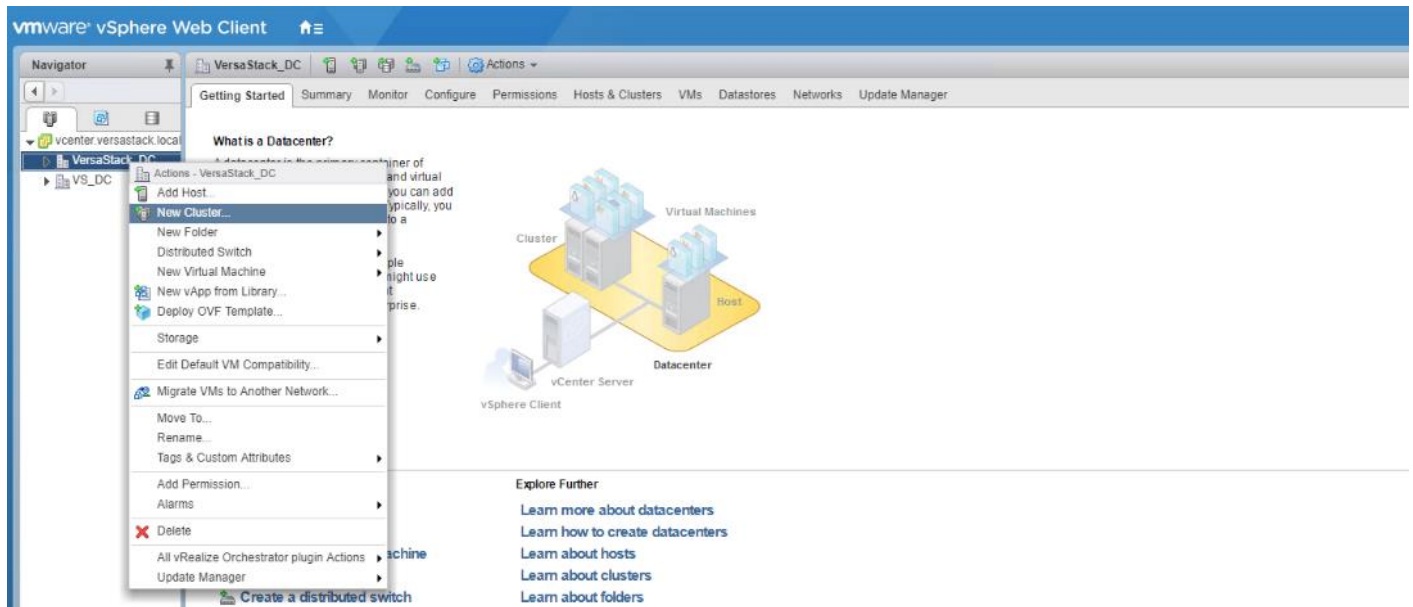 vmware® vSphere Web Client
Navigator
VersaStack_DC
Actions
Getting Started
Summary
Monitor
Configure
Permissions
Hosts & Clusters
VMs
Datastores
Networks
Update Manager
vcenter.versastack.local
VersaStack_DC
VS_DC
What is a Datacenter?
of
and virtual
you can add
typically, you
to a
might use
Actions - VersaStack_DC
Add Host...
New Cluster...
New Folder
Distributed Switch
New Virtual Machine
New vApp from Library...
Deploy OVF Template...
Storage
Edit Default VM Compatibility...
Migrate VMs to Another Network...
Move To...
Rename...
Tags & Custom Attributes
Add Permission...
Alarms
Delete
All vRealize Orchestrator plugin Actions
Update Manager
Virtual Machines
Cluster
Host
Datacenter
vCenter Server
vSphere Client
achine
Create a distributed switch
Explore Further
Learn more about datacenters
Learn how to create datacenters
Learn about hosts
Learn about clusters
Learn about folders